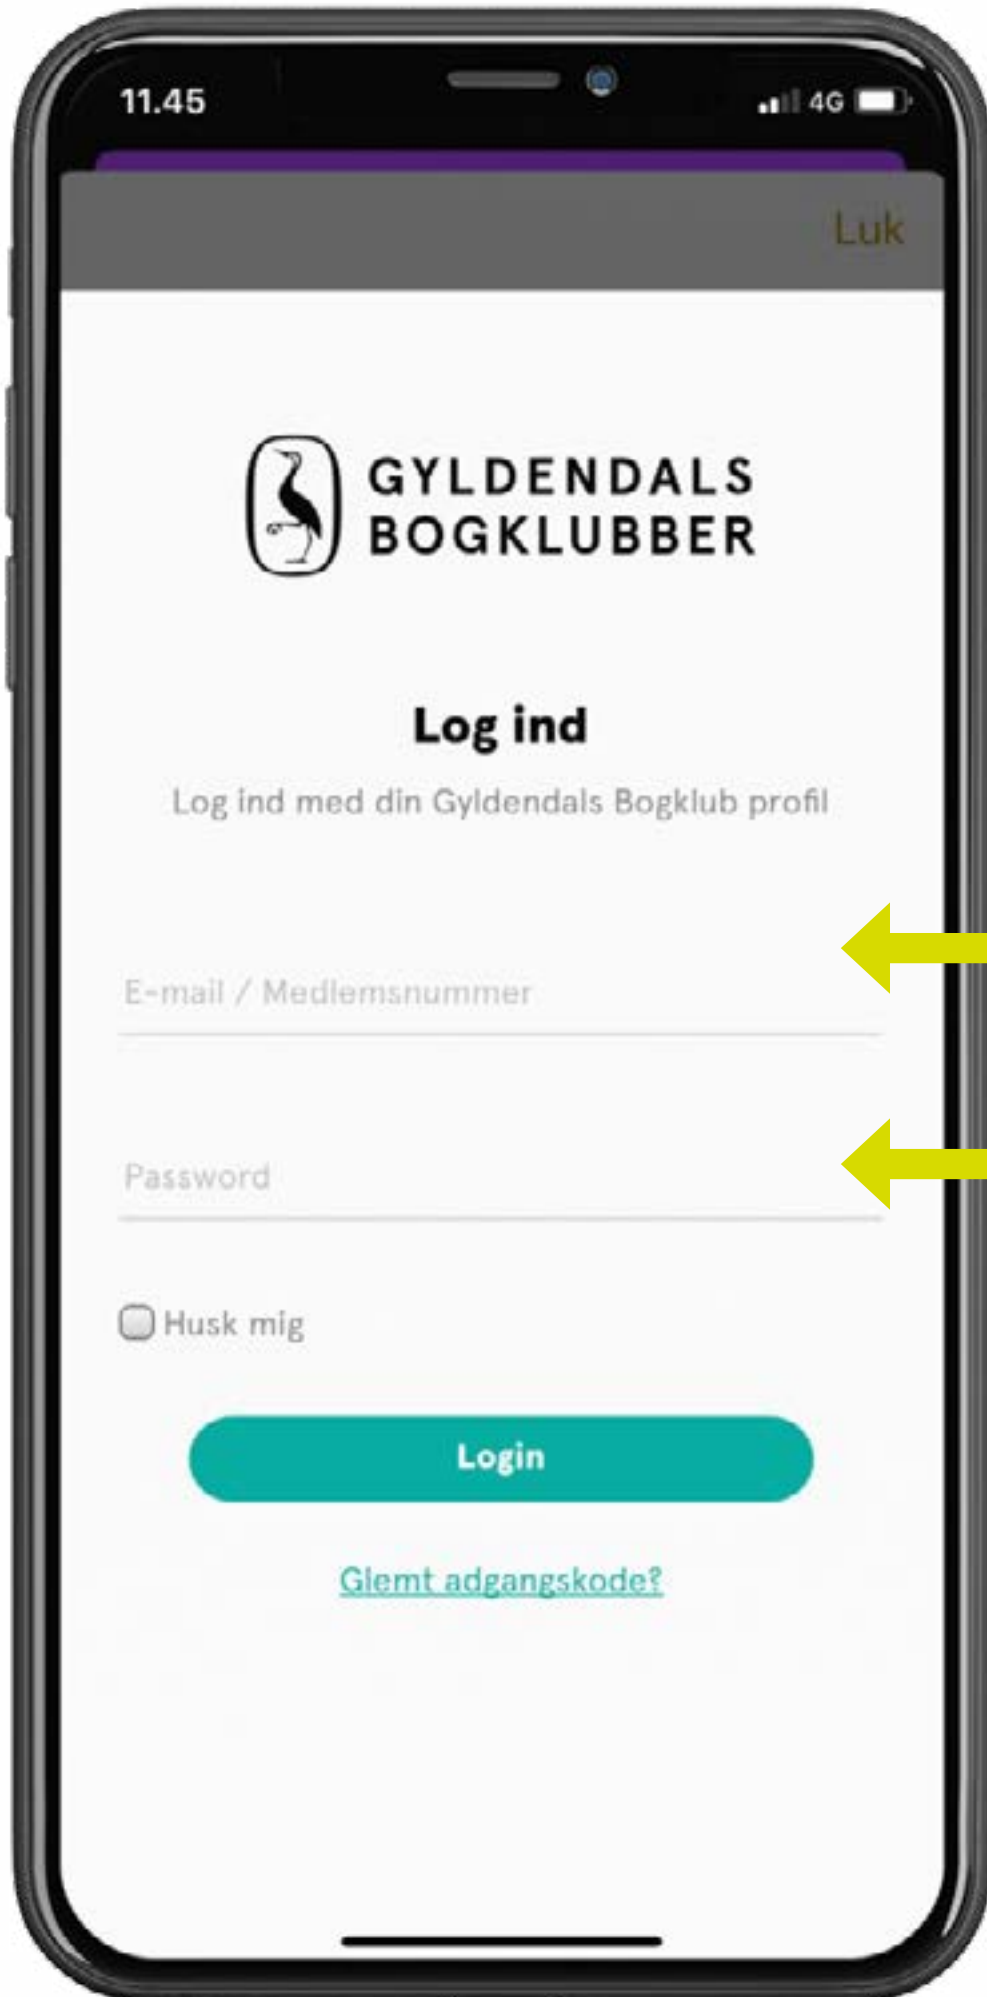 11.45
4G
Luk
GYLDENDALS
BOGKLUBBER
Log ind
Log ind med din Gyldendals Bogklub profil
E-mail / Medlemsnummer
Password
Husk mig
Login
Glemt adgangskode?